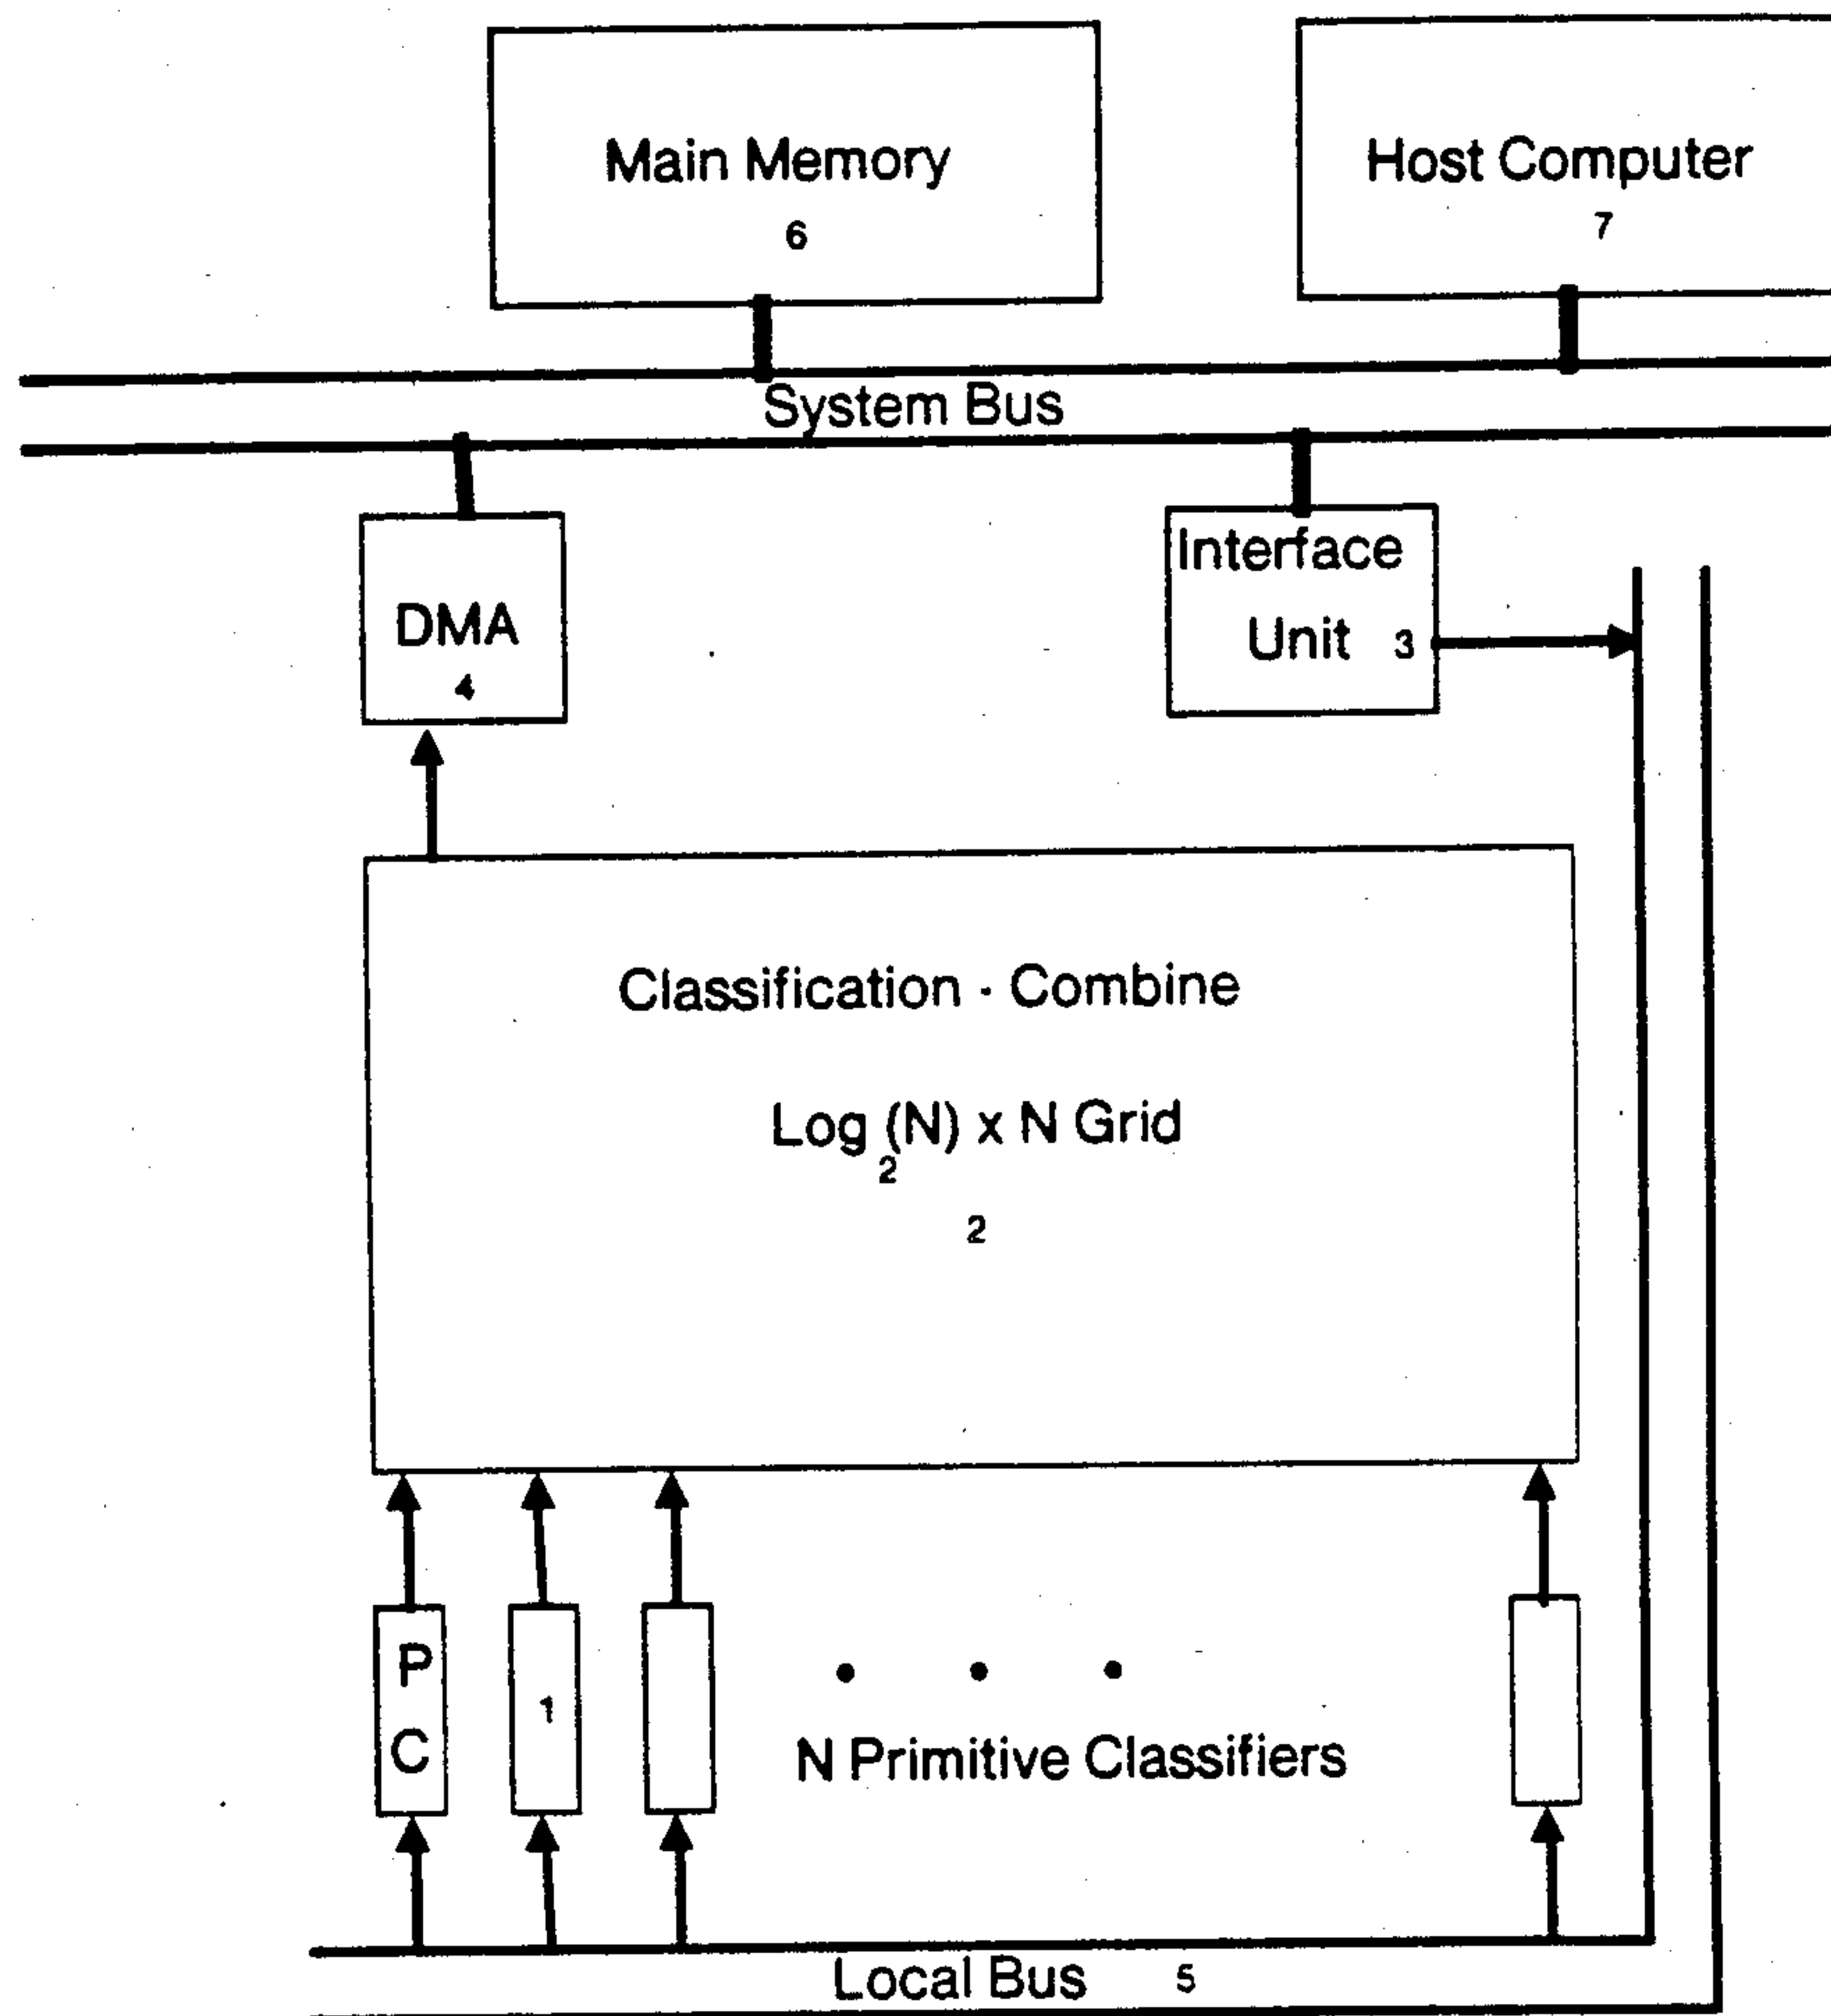 Main Memory
6
Host Computer
7
System Bus
DMA
4
Interface
Unit 3
Classification - Combine
Log2(N) x N Grid
2
P
C
1
N Primitive Classifiers
Local Bus 5